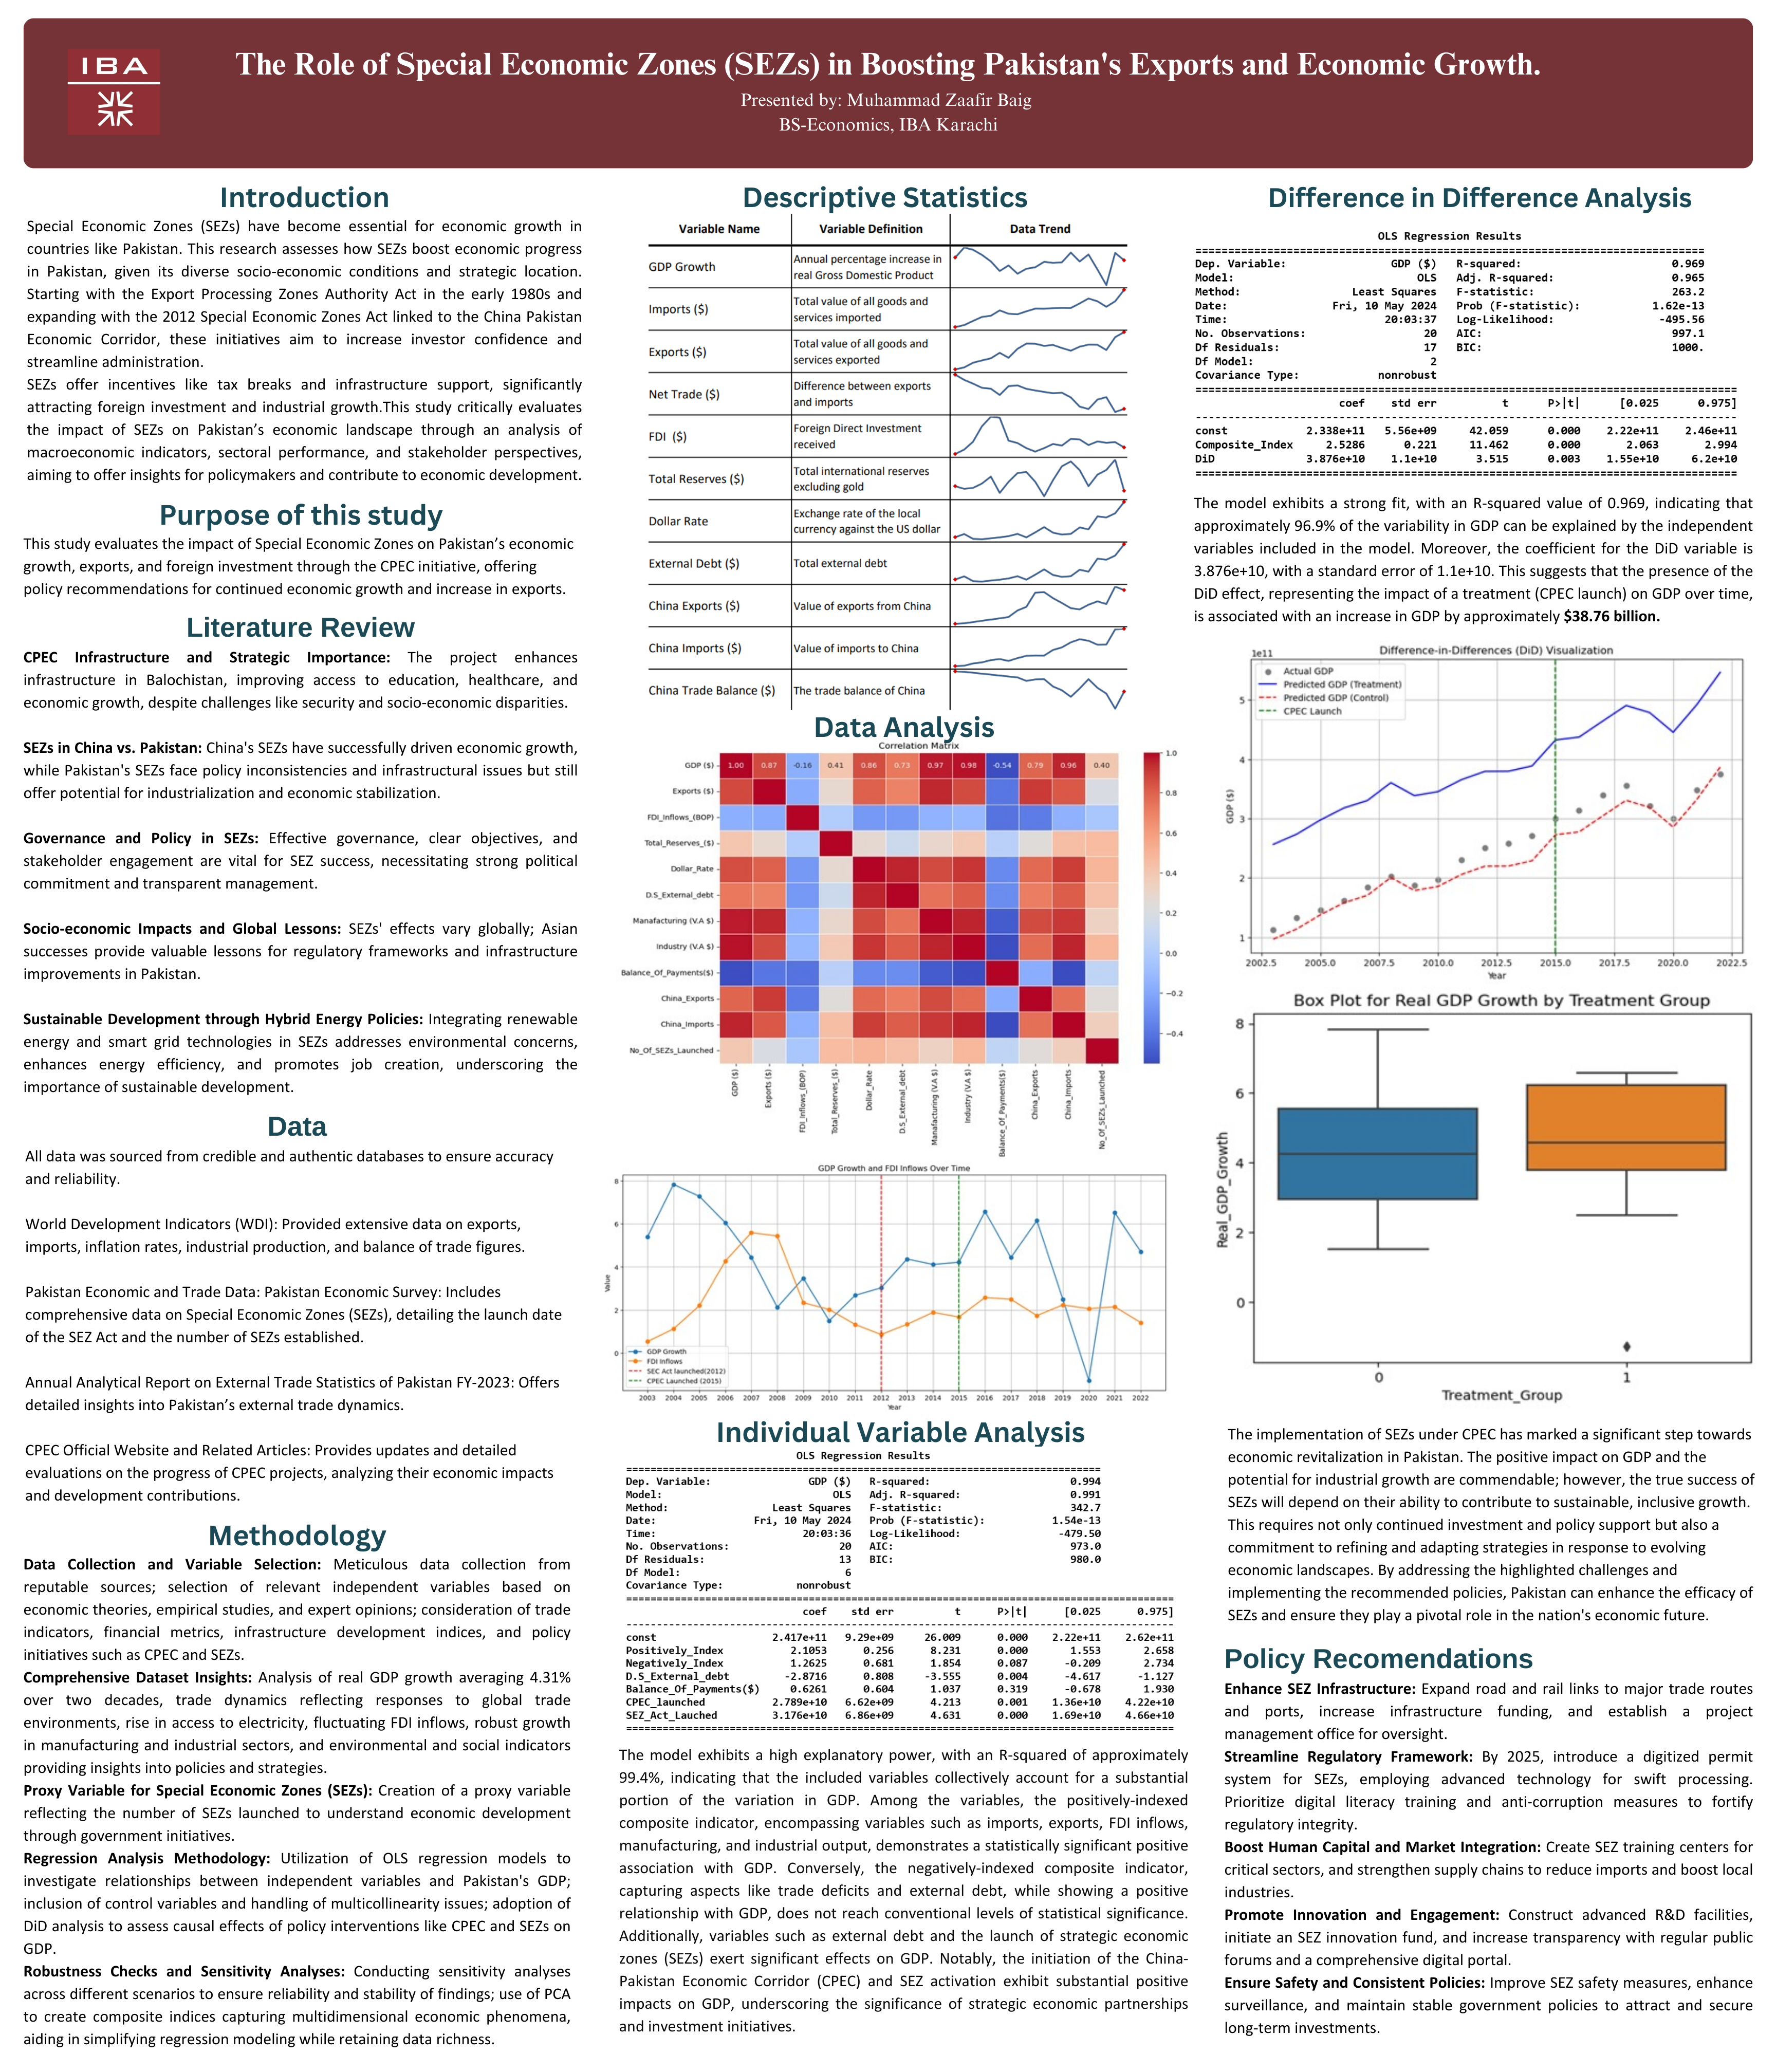 IBA
The Role of Special Economic Zones (SEZs) in Boosting Pakistan's Exports and Economic Growth.
Presented by: Muhammad Zaafir Baig
BS-Economics, IBA Karachi
Introduction
Special Economic Zones (SEZs) have become essential for economic growth in
countries like Pakistan. This research assesses how SEZs boost economic progress
in Pakistan, given its diverse socio-economic conditions and strategic location.
Starting with the Export Processing Zones Authority Act in the early 1980s and
expanding with the 2012 Special Economic Zones Act linked to the China Pakistan
Economic Corridor, these initiatives aim to increase investor confidence and
streamline administration.
SEZs offer incentives like tax breaks and infrastructure support, significantly
attracting foreign investment and industrial growth.This study critically evaluates
the impact of SEZs on Pakistan's economic landscape through an analysis of
macroeconomic indicators, sectoral performance, and stakeholder perspectives,
aiming to offer insights for policymakers and contribute to economic development.
Purpose of this study
This study evaluates the impact of Special Economic Zones on Pakistan's economic
growth, exports, and foreign investment through the CPEC initiative, offering
policy recommendations for continued economic growth and increase in exports.
Literature Review
CPEC Infrastructure and Strategic Importance: The project enhances
infrastructure in Balochistan, improving access to education, healthcare, and
economic growth, despite challenges like security and socio-economic disparities.
SEZs in China vs. Pakistan: China's SEZs have successfully driven economic growth,
while Pakistan's SEZs face policy inconsistencies and infrastructural issues but still
offer potential for industrialization and economic stabilization.
Governance and Policy in SEZs: Effective governance, clear objectives, and
stakeholder engagement are vital for SEZ success, necessitating strong political
commitment and transparent management.
Socio-economic Impacts and Global Lessons: SEZs' effects vary globally; Asian
successes provide valuable lessons for regulatory frameworks and infrastructure
improvements in Pakistan.
Sustainable Development through Hybrid Energy Policies: Integrating renewable
energy and smart grid technologies in SEZs addresses environmental concerns,
enhances energy efficiency, and promotes job creation, underscoring the
importance of sustainable development.
Data
All data was sourced from credible and authentic databases to ensure accuracy
and reliability.
World Development Indicators (WDI): Provided extensive data on exports,
imports, inflation rates, industrial production, and balance of trade figures.
Pakistan Economic and Trade Data: Pakistan Economic Survey: Includes
comprehensive data on Special Economic Zones (SEZs), detailing the launch date
of the SEZ Act and the number of SEZs established.
Annual Analytical Report on External Trade Statistics of Pakistan FY-2023: Offers
detailed insights into Pakistan's external trade dynamics.
CPEC Official Website and Related Articles: Provides updates and detailed
evaluations on the progress of CPEC projects, analyzing their economic impacts
and development contributions.
Methodology
Data Collection and Variable Selection: Meticulous data collection from
reputable sources; selection of relevant independent variables based on
economic theories, empirical studies, and expert opinions; consideration of trade
indicators, financial metrics, infrastructure development indices, and policy
initiatives such as CPEC and SEZs.
Comprehensive Dataset Insights: Analysis of real GDP growth averaging 4.31%
over two decades, trade dynamics reflecting responses to global trade
environments, rise in access to electricity, fluctuating FDI inflows, robust growth
in manufacturing and industrial sectors, and environmental and social indicators
providing insights into policies and strategies.
Proxy Variable for Special Economic Zones (SEZs): Creation of a proxy variable
reflecting the number of SEZs launched to understand economic development
through government initiatives.
Regression Analysis Methodology: Utilization of OLS regression models to
investigate relationships between independent variables and Pakistan's GDP;
inclusion of control variables and handling of multicollinearity issues; adoption of
DiD analysis to assess causal effects of policy interventions like CPEC and SEZs on
GDP.
Robustness Checks and Sensitivity Analyses: Conducting sensitivity analyses
across different scenarios to ensure reliability and stability of findings; use of PCA
to create composite indices capturing multidimensional economic phenomena,
aiding in simplifying regression modeling while retaining data richness.
Descriptive Statistics
Variable Name Variable Definition Data Trend
GDP Growth Annual percentage increase in
real Gross Domestic Product
Imports ($) Total value of all goods and
services imported
Exports ($) Total value of all goods and
services exported
Net Trade ($) Difference between exports
and imports
FDI ($) Foreign Direct Investment
received
Total Reserves ($) Total international reserves
excluding gold
Dollar Rate Exchange rate of the local
currency against the US dollar
External Debt ($) Total external debt
China Exports ($) Value of exports from China
China Imports ($) Value of imports to China
China Trade Balance ($) The trade balance of China
Data Analysis
Correlation Matrix
GDP ($) 1.00 0.87 -0.16 0.41 0.86 0.73 0.97 0.98 -0.54 0.79 0.96 0.40
Exports ($)
FDI_Inflows_(BOP)
Total_Reserves_($)
Dollar_Rate
D.S_External_debt
Manafacturing (V.A $)
Industry (V.A $)
Balance_Of_Payments($)
China_Exports
China_Imports
No_Of_SEZs_Launched
GDP ($) Exports ($) FDI_Inflows_(BOP) Total_Reserves_($) Dollar_Rate D.S_External_debt Manafacturing (V.A $) Industry (V.A $) Balance_Of_Payments($) China_Exports China_Imports No_Of_SEZs_Launched
1.0
0.8
0.6
0.4
0.2
0.0
−0.2
−0.4
GDP Growth and FDI Inflows Over Time
Value
8
6
4
2
0
GDP Growth
FDI Inflows
SEC Act launched(2012)
CPEC Launched (2015)
2003 2004 2005 2006 2007 2008 2009 2010 2011 2012 2013 2014 2015 2016 2017 2018 2019 2020 2021 2022
Year
Individual Variable Analysis
OLS Regression Results
Dep. Variable: GDP ($) R-squared: 0.994
Model: OLS Adj. R-squared: 0.991
Method: Least Squares F-statistic: 342.7
Date: Fri, 10 May 2024 Prob (F-statistic): 1.54e-13
Time: 20:03:36 Log-Likelihood: -479.50
No. Observations: 20 AIC: 973.0
Df Residuals: 13 BIC: 980.0
Df Model: 6
Covariance Type: nonrobust
coef std err t P>|t| [0.025 0.975]
const 2.417e+11 9.29e+09 26.009 0.000 2.22e+11 2.62e+11
Positively_Index 2.1053 0.256 8.231 0.000 1.553 2.658
Negatively_Index 1.2625 0.681 1.854 0.087 -0.209 2.734
D.S_External_debt -2.8716 0.808 -3.555 0.004 -4.617 -1.127
Balance_Of_Payments($) 0.6261 0.604 1.037 0.319 -0.678 1.930
CPEC_launched 2.789e+10 6.62e+09 4.213 0.001 1.36e+10 4.22e+10
SEZ_Act_Lauched 3.176e+10 6.86e+09 4.631 0.000 1.69e+10 4.66e+10
The model exhibits a high explanatory power, with an R-squared of approximately
99.4%, indicating that the included variables collectively account for a substantial
portion of the variation in GDP. Among the variables, the positively-indexed
composite indicator, encompassing variables such as imports, exports, FDI inflows,
manufacturing, and industrial output, demonstrates a statistically significant positive
association with GDP. Conversely, the negatively-indexed composite indicator,
capturing aspects like trade deficits and external debt, while showing a positive
relationship with GDP, does not reach conventional levels of statistical significance.
Additionally, variables such as external debt and the launch of strategic economic
zones (SEZs) exert significant effects on GDP. Notably, the initiation of the China-
Pakistan Economic Corridor (CPEC) and SEZ activation exhibit substantial positive
impacts on GDP, underscoring the significance of strategic economic partnerships
and investment initiatives.
Difference in Difference Analysis
OLS Regression Results
Dep. Variable: GDP ($) R-squared: 0.969
Model: OLS Adj. R-squared: 0.965
Method: Least Squares F-statistic: 263.2
Date: Fri, 10 May 2024 Prob (F-statistic): 1.62e-13
Time: 20:03:37 Log-Likelihood: -495.56
No. Observations: 20 AIC: 997.1
Df Residuals: 17 BIC: 1000.
Df Model: 2
Covariance Type: nonrobust
coef std err t P>|t| [0.025 0.975]
const 2.338e+11 5.56e+09 42.059 0.000 2.22e+11 2.46e+11
Composite_Index 2.5286 0.221 11.462 0.000 2.063 2.994
DiD 3.876e+10 1.1e+10 3.515 0.003 1.55e+10 6.2e+10
The model exhibits a strong fit, with an R-squared value of 0.969, indicating that
approximately 96.9% of the variability in GDP can be explained by the independent
variables included in the model. Moreover, the coefficient for the DiD variable is
3.876e+10, with a standard error of 1.1e+10. This suggests that the presence of the
DiD effect, representing the impact of a treatment (CPEC launch) on GDP over time,
is associated with an increase in GDP by approximately $38.76 billion.
Difference-in-Differences (DiD) Visualization
1e11
Actual GDP
Predicted GDP (Treatment)
Predicted GDP (Control)
CPEC Launch
GDP ($)
5
4
3
2
1
2002.5 2005.0 2007.5 2010.0 2012.5 2015.0 2017.5 2020.0 2022.5
Year
Box Plot for Real GDP Growth by Treatment Group
Real_GDP_Growth
8
6
4
2
0
0 1
Treatment_Group
The implementation of SEZs under CPEC has marked a significant step towards
economic revitalization in Pakistan. The positive impact on GDP and the
potential for industrial growth are commendable; however, the true success of
SEZs will depend on their ability to contribute to sustainable, inclusive growth.
This requires not only continued investment and policy support but also a
commitment to refining and adapting strategies in response to evolving
economic landscapes. By addressing the highlighted challenges and
implementing the recommended policies, Pakistan can enhance the efficacy of
SEZs and ensure they play a pivotal role in the nation's economic future.
Policy Recomendations
Enhance SEZ Infrastructure: Expand road and rail links to major trade routes
and ports, increase infrastructure funding, and establish a project
management office for oversight.
Streamline Regulatory Framework: By 2025, introduce a digitized permit
system for SEZs, employing advanced technology for swift processing.
Prioritize digital literacy training and anti-corruption measures to fortify
regulatory integrity.
Boost Human Capital and Market Integration: Create SEZ training centers for
critical sectors, and strengthen supply chains to reduce imports and boost local
industries.
Promote Innovation and Engagement: Construct advanced R&D facilities,
initiate an SEZ innovation fund, and increase transparency with regular public
forums and a comprehensive digital portal.
Ensure Safety and Consistent Policies: Improve SEZ safety measures, enhance
surveillance, and maintain stable government policies to attract and secure
long-term investments.